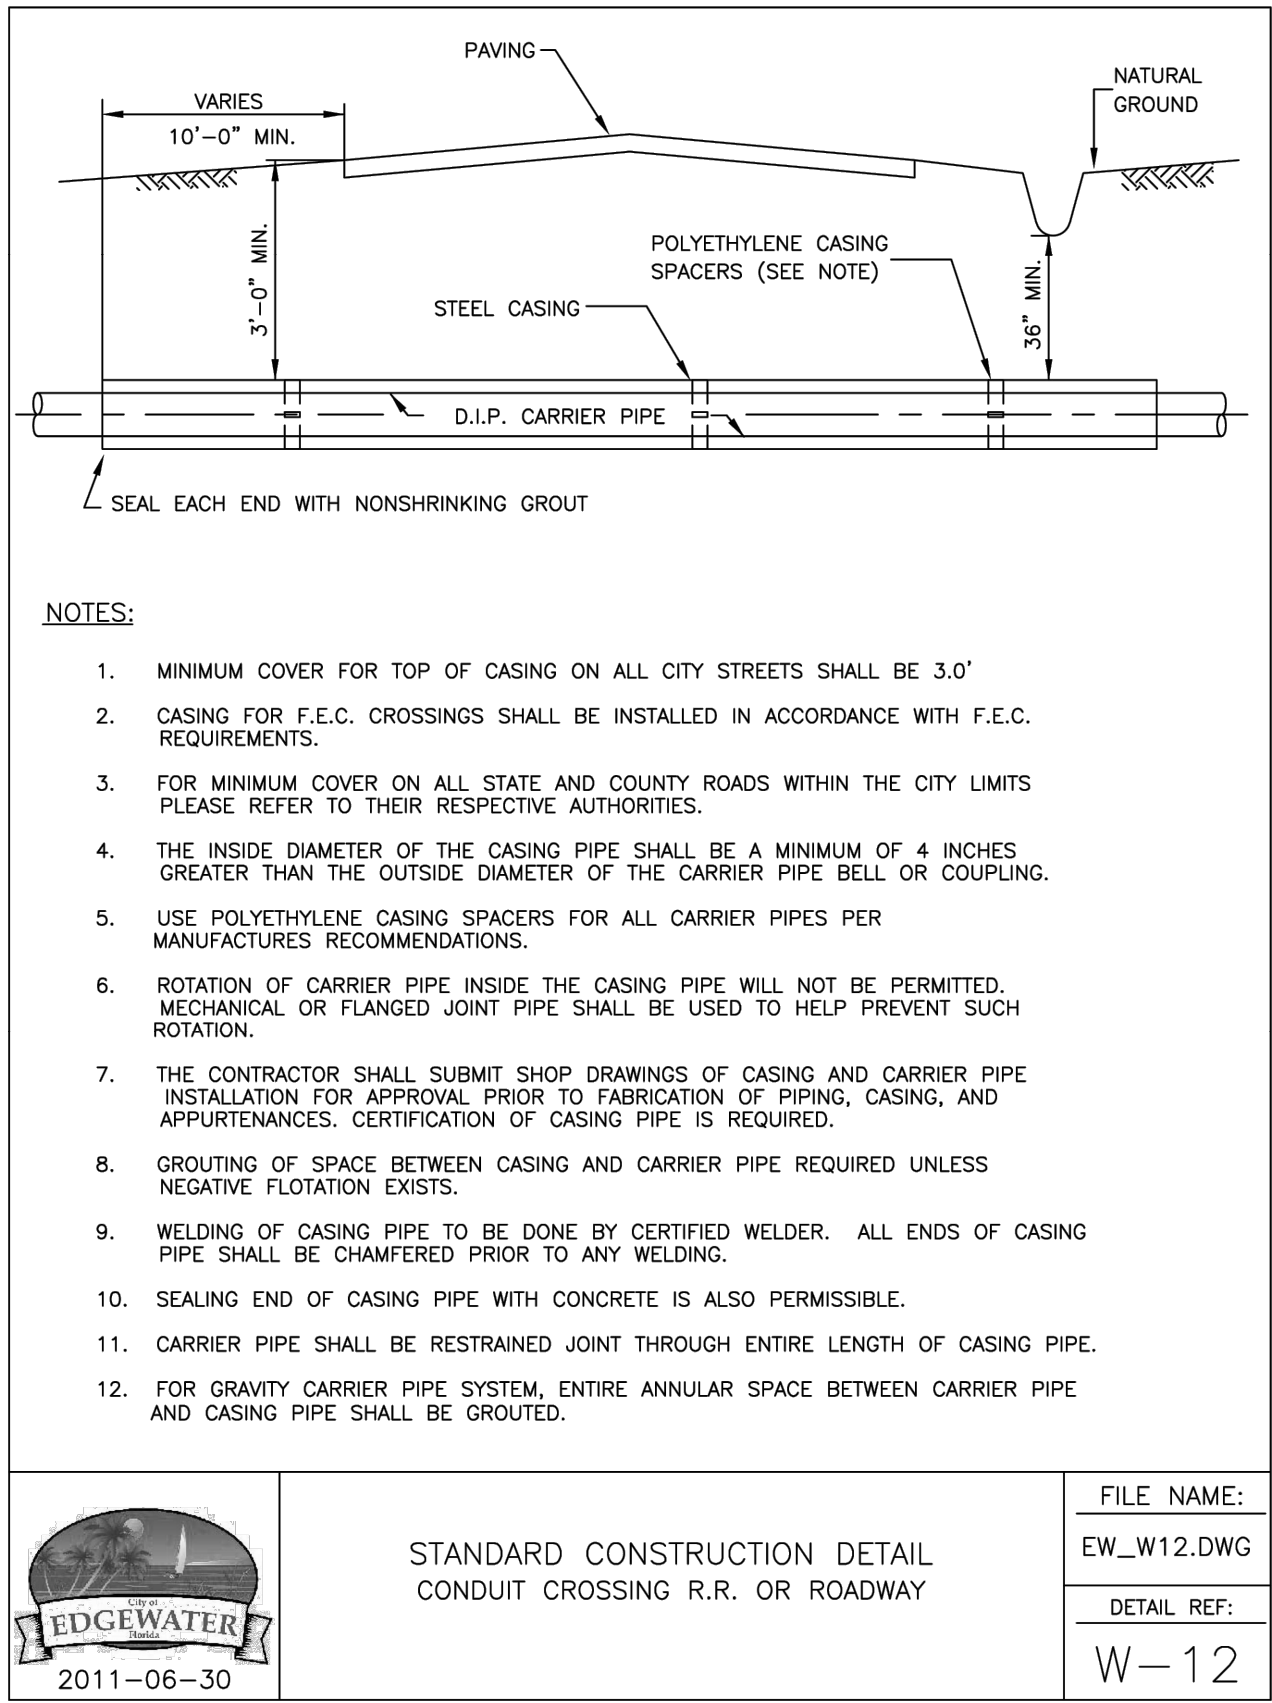 PAVING
NATURAL
GROUND
VARIES
10'-0" MIN.
3'-0" MIN.
POLYETHYLENE CASING
SPACERS (SEE NOTE)
STEEL CASING
36" MIN.
D.I.P. CARRIER PIPE
SEAL EACH END WITH NONSHRINKING GROUT
NOTES:
1. MINIMUM COVER FOR TOP OF CASING ON ALL CITY STREETS SHALL BE 3.0'
2. CASING FOR F.E.C. CROSSINGS SHALL BE INSTALLED IN ACCORDANCE WITH F.E.C.
REQUIREMENTS.
3. FOR MINIMUM COVER ON ALL STATE AND COUNTY ROADS WITHIN THE CITY LIMITS
PLEASE REFER TO THEIR RESPECTIVE AUTHORITIES.
4. THE INSIDE DIAMETER OF THE CASING PIPE SHALL BE A MINIMUM OF 4 INCHES
GREATER THAN THE OUTSIDE DIAMETER OF THE CARRIER PIPE BELL OR COUPLING.
5. USE POLYETHYLENE CASING SPACERS FOR ALL CARRIER PIPES PER
MANUFACTURES RECOMMENDATIONS.
6. ROTATION OF CARRIER PIPE INSIDE THE CASING PIPE WILL NOT BE PERMITTED.
MECHANICAL OR FLANGED JOINT PIPE SHALL BE USED TO HELP PREVENT SUCH
ROTATION.
7. THE CONTRACTOR SHALL SUBMIT SHOP DRAWINGS OF CASING AND CARRIER PIPE
INSTALLATION FOR APPROVAL PRIOR TO FABRICATION OF PIPING, CASING, AND
APPURTENANCES. CERTIFICATION OF CASING PIPE IS REQUIRED.
8. GROUTING OF SPACE BETWEEN CASING AND CARRIER PIPE REQUIRED UNLESS
NEGATIVE FLOTATION EXISTS.
9. WELDING OF CASING PIPE TO BE DONE BY CERTIFIED WELDER. ALL ENDS OF CASING
PIPE SHALL BE CHAMFERED PRIOR TO ANY WELDING.
10. SEALING END OF CASING PIPE WITH CONCRETE IS ALSO PERMISSIBLE.
11. CARRIER PIPE SHALL BE RESTRAINED JOINT THROUGH ENTIRE LENGTH OF CASING PIPE.
12. FOR GRAVITY CARRIER PIPE SYSTEM, ENTIRE ANNULAR SPACE BETWEEN CARRIER PIPE
AND CASING PIPE SHALL BE GROUTED.
City of
EDGEWATER
Florida
2011-06-30
STANDARD CONSTRUCTION DETAIL
CONDUIT CROSSING R.R. OR ROADWAY
FILE NAME:
EW_W12.DWG
DETAIL REF:
W-12